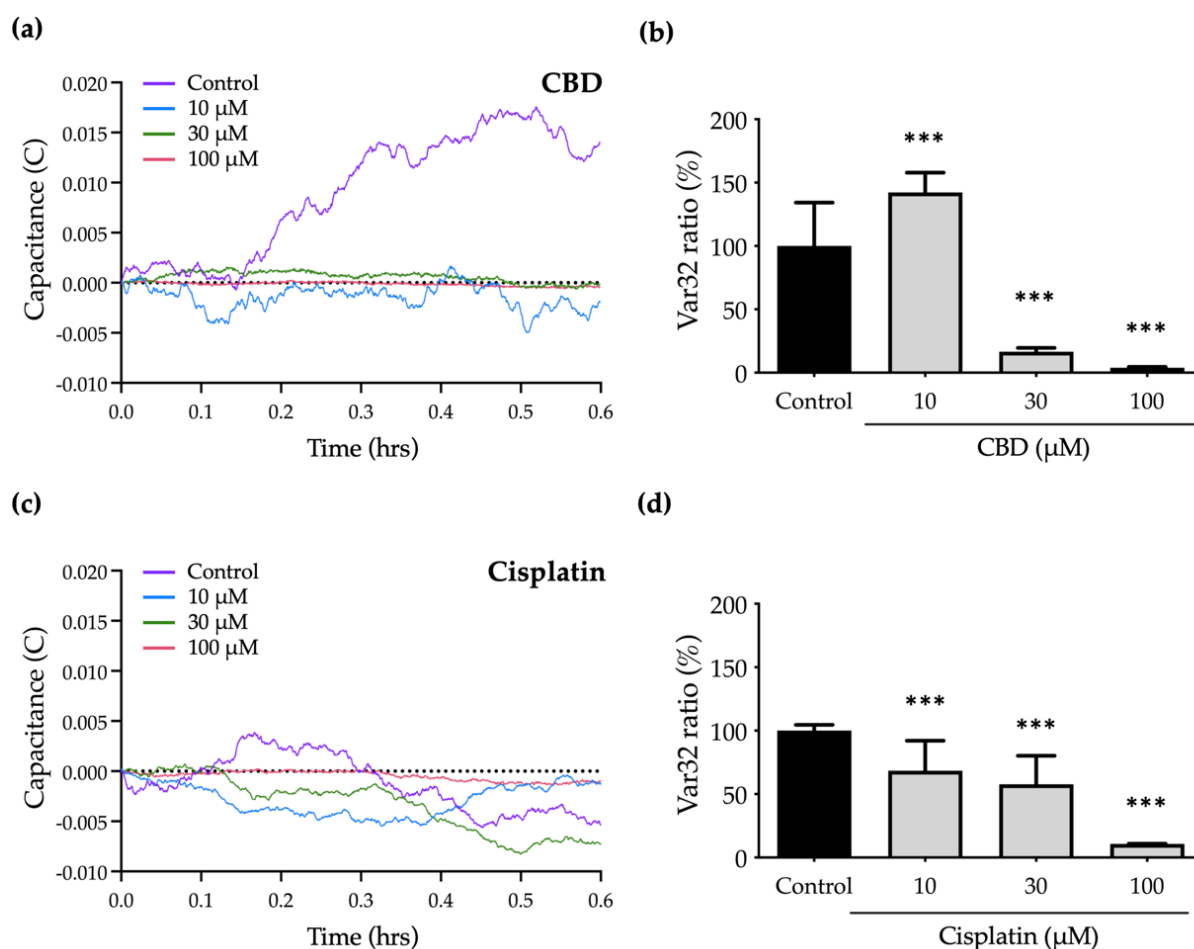 (a)
CBD
Control
10 μM
30 μM
100 μM
Capacitance (C)
0.020
0.015
0.010
0.005
0.000
-0.005
-0.010
0.0 0.1 0.2 0.3 0.4 0.5 0.6
Time (hrs)
(b)
Var32 ratio (%)
200
150
100
50
0
***
***
***
Control 10 30 100
CBD (μM)
(c)
Cisplatin
Control
10 μM
30 μM
100 μM
Capacitance (C)
0.020
0.015
0.010
0.005
0.000
-0.005
-0.010
0.0 0.1 0.2 0.3 0.4 0.5 0.6
Time (hrs)
(d)
Var32 ratio (%)
200
150
100
50
0
***
***
***
Control 10 30 100
Cisplatin (μM)